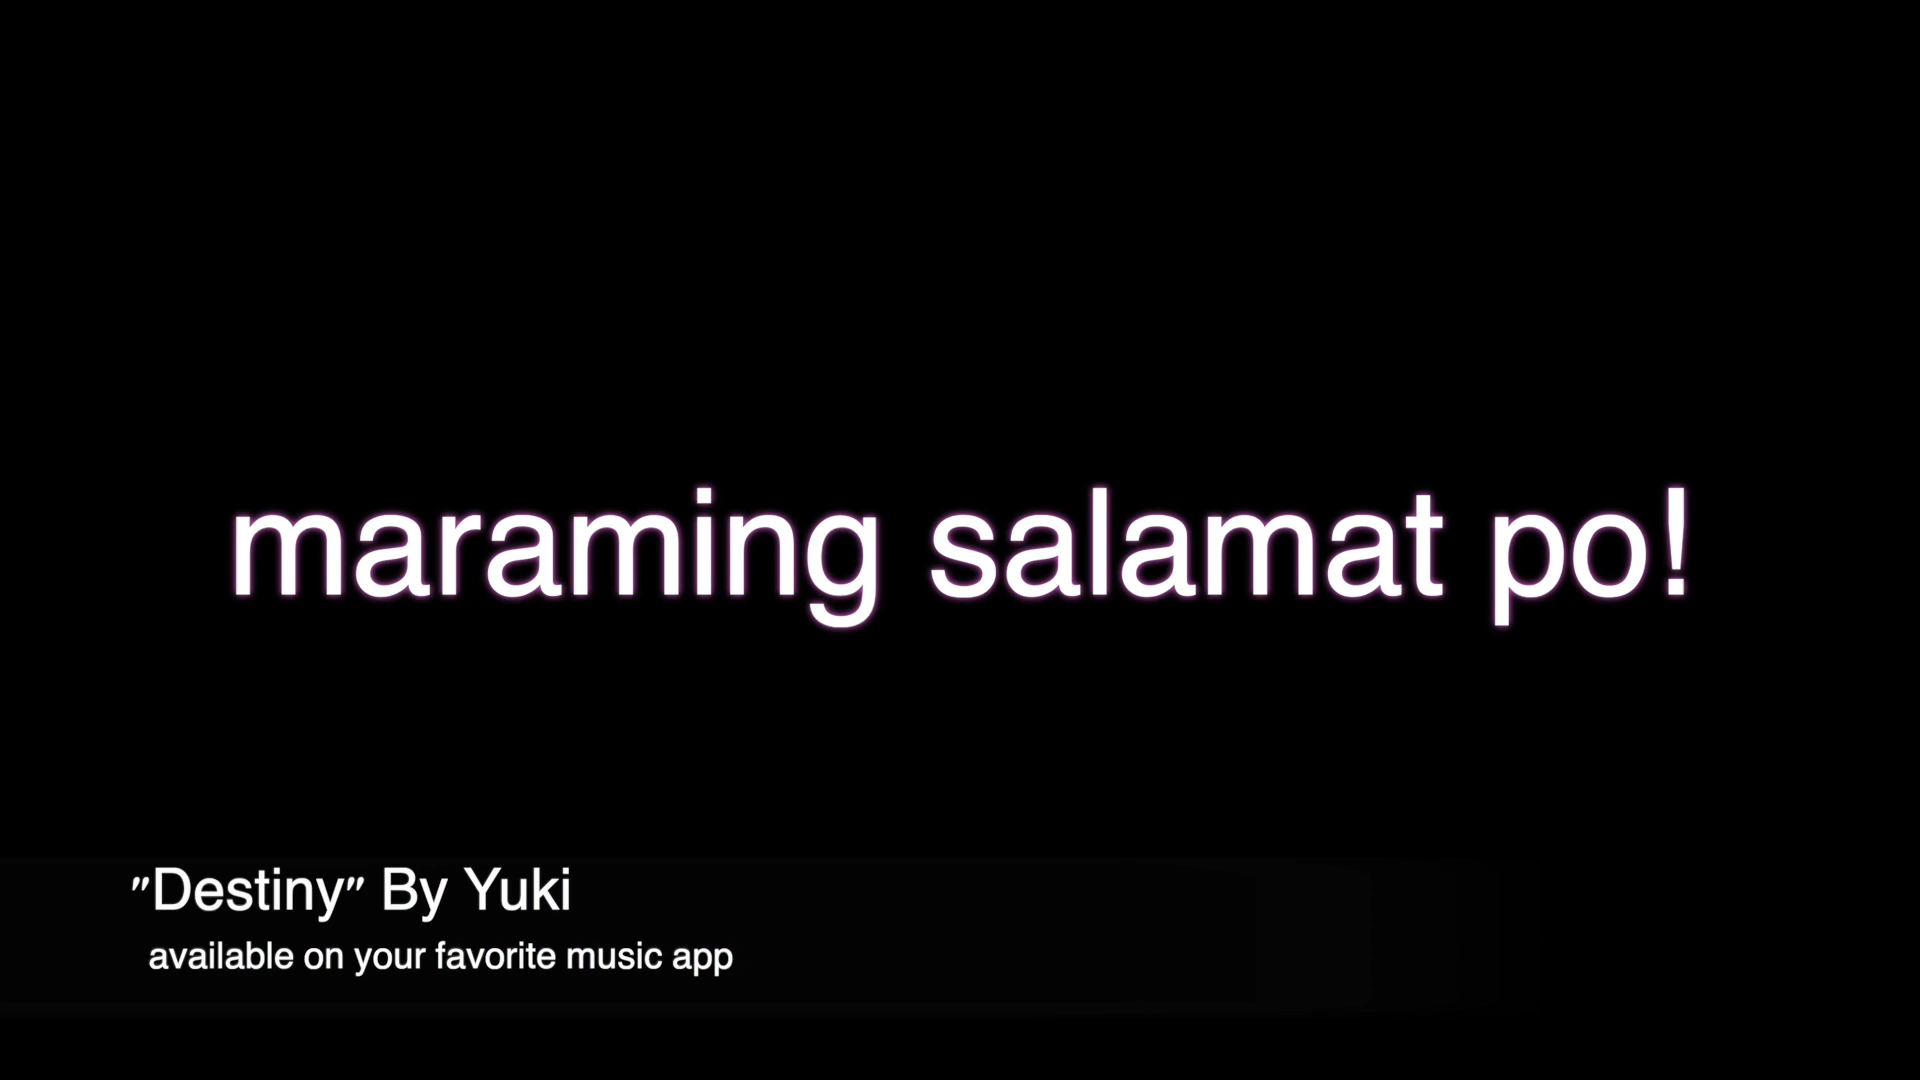 maraming salamat po!
"Destiny" By Yuki
available on your favorite music app